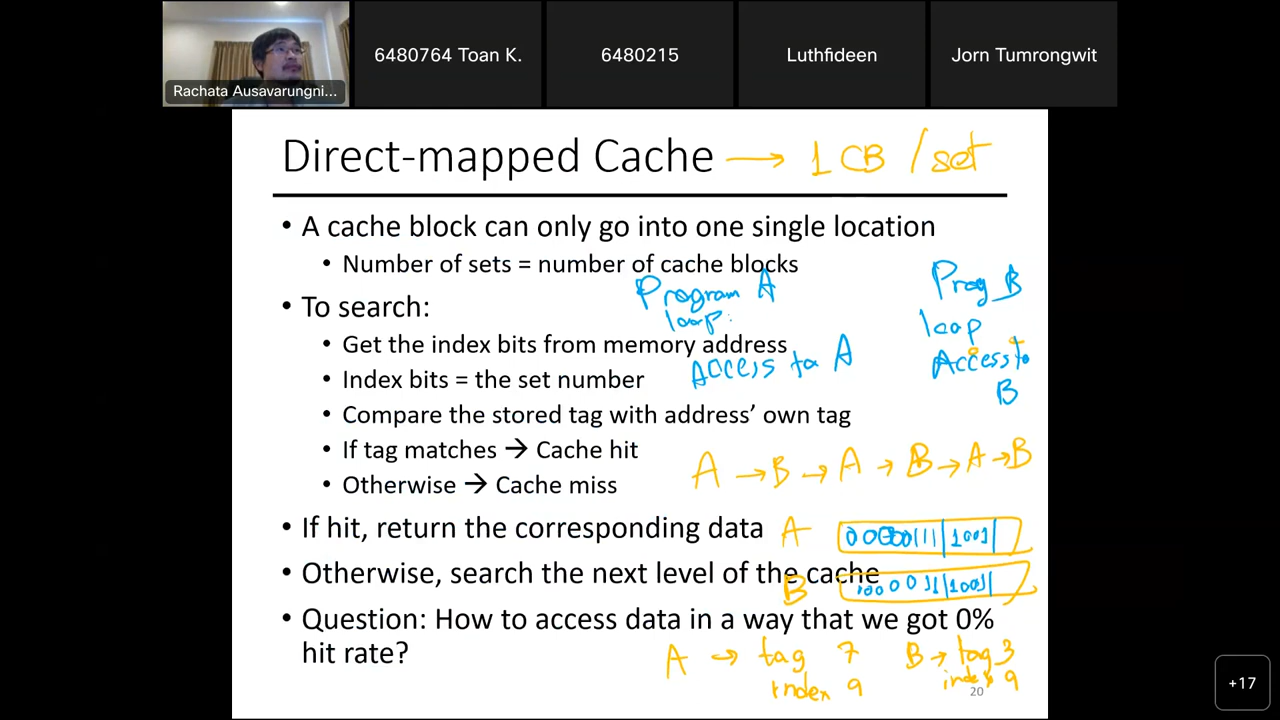 Rachata Ausavarungni...
6480764 Toan K.
6480215
Luthfideen
Jorn Tumrongwit
Direct-mapped Cache → 1 CB / set
• A cache block can only go into one single location
• Number of sets = number of cache blocks
Program A
Prog B
• To search:
loop:
loop
• Get the index bits from memory address
Access to A
Access to
B
• Index bits = the set number
• Compare the stored tag with address’ own tag
• If tag matches → Cache hit
A → B → A → B → A → B
• Otherwise → Cache miss
• If hit, return the corresponding data
A
1001
• Otherwise, search the next level of the cache
B
1001
• Question: How to access data in a way that we got 0%
hit rate?
A → tag 7
index 9
B → tag 3
index 9
20
+17